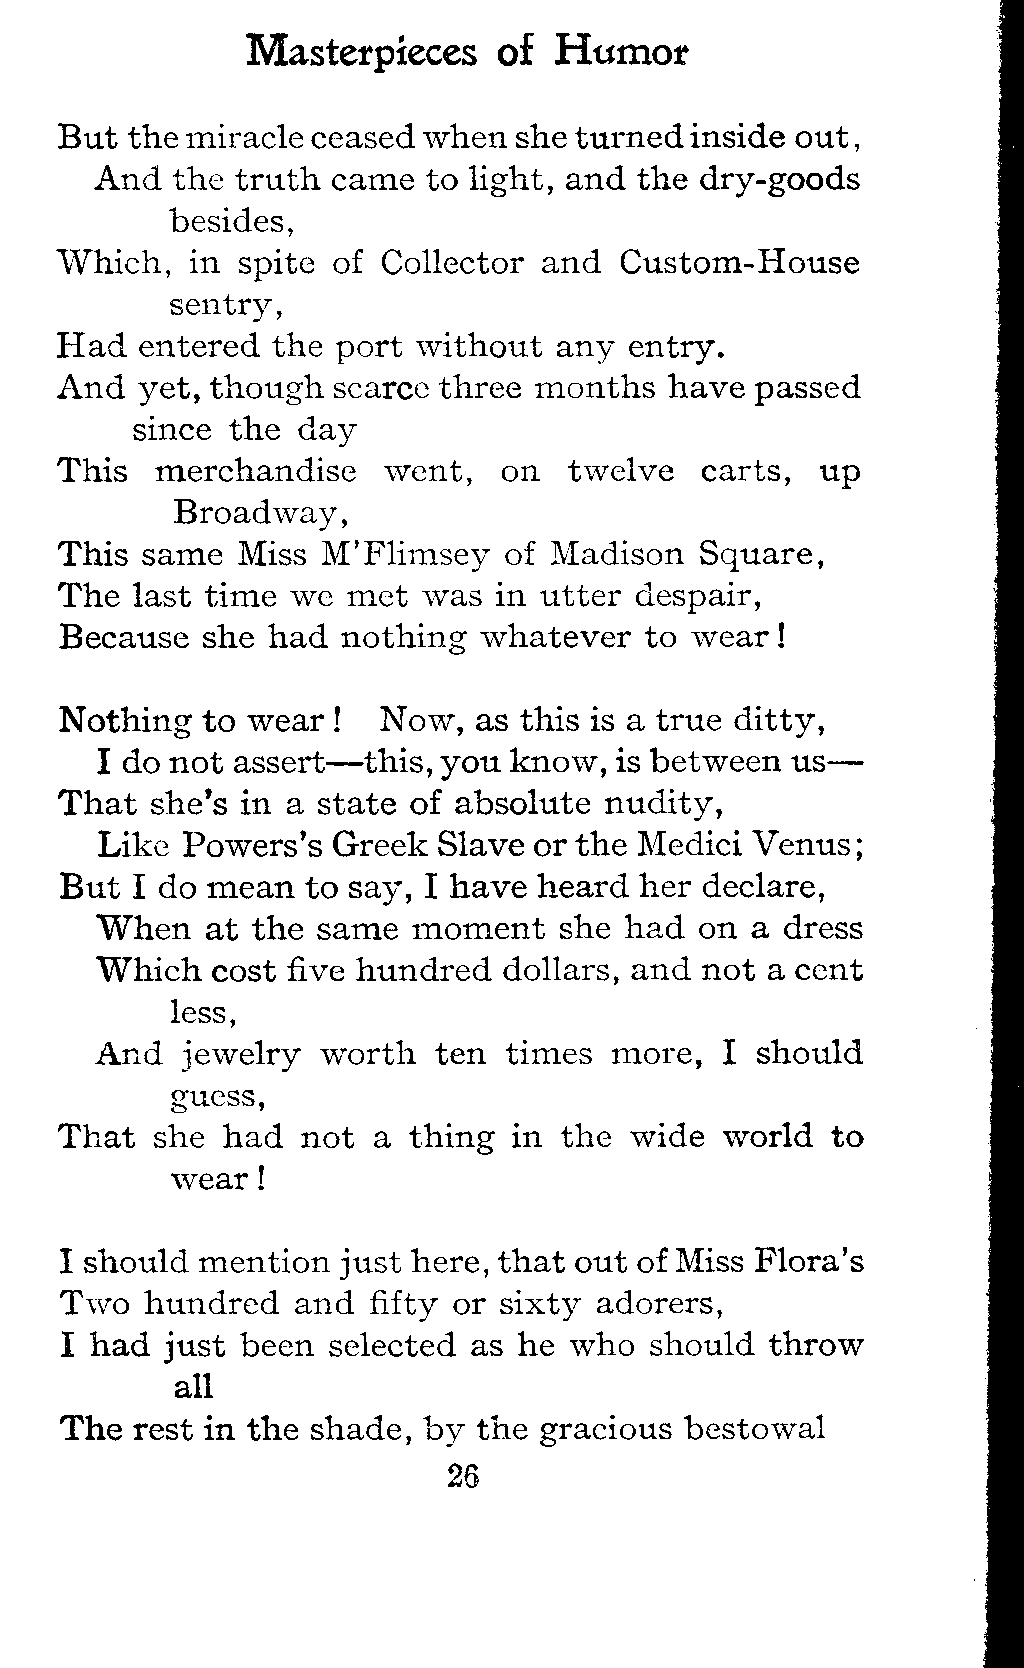 Masterpieces of Humor
But the miracle ceased when she turned inside out,
And the truth came to light, and the dry-goods
besides,
Which, in spite of Collector and Custom-House
sentry,
Had entered the port without any entry.
And yet, though scarce three months have passed
since the day
This merchandise went, on twelve carts, up
Broadway,
This same Miss M'Flimsey of Madison Square,
The last time we met was in utter despair,
Because she had nothing whatever to wear!
Nothing to wear! Now, as this is a true ditty,
I do not assert—this, you know, is between us—
That she's in a state of absolute nudity,
Like Powers's Greek Slave or the Medici Venus;
But I do mean to say, I have heard her declare,
When at the same moment she had on a dress
Which cost five hundred dollars, and not a cent
less,
And jewelry worth ten times more, I should
guess,
That she had not a thing in the wide world to
wear!
I should mention just here, that out of Miss Flora's
Two hundred and fifty or sixty adorers,
I had just been selected as he who should throw
all
The rest in the shade, by the gracious bestowal
26